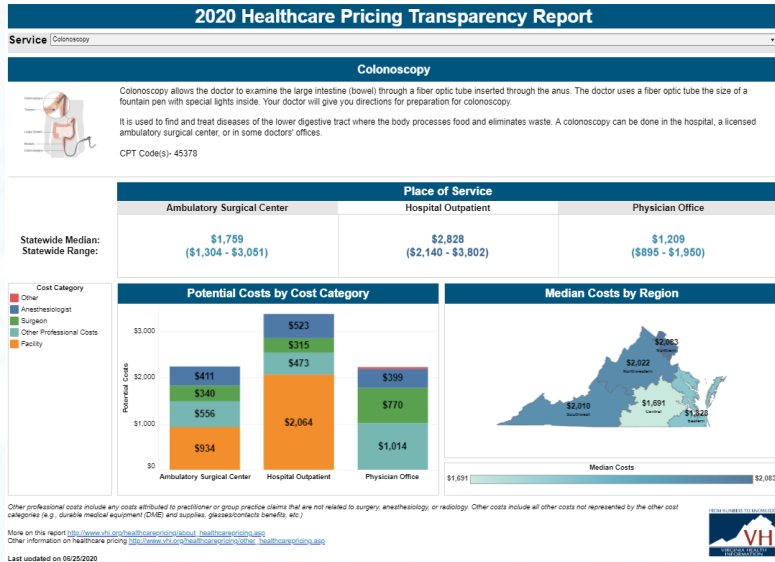 2020 Healthcare Pricing Transparency Report
Service Colonoscopy
Colonoscopy
Colonoscopy allows the doctor to examine the large intestine (bowel) through a fiber optic tube inserted through the anus. The doctor uses a fiber optic tube the size of a
fountain pen with special lights inside. Your doctor will give you directions for preparation for colonoscopy.
It is used to find and treat diseases of the lower digestive tract where the body processes food and eliminates waste. A colonoscopy can be done in the hospital, a licensed
ambulatory surgical center, or in some doctors' offices.
CPT Code(s)- 45378
Place of Service
Ambulatory Surgical Center Hospital Outpatient Physician Office
Statewide Median: $1,759 $2,828 $1,209
Statewide Range: ($1,304 - $3,051) ($2,140 - $3,802) ($895 - $1,950)
Cost Category
Other
Anesthesiologist
Surgeon
Other Professional Costs
Facility
Potential Costs by Cost Category
Potential Costs
$3,000
$2,000
$1,000
$0
$411
$340
$556
$934
$523
$315
$473
$2,064
$399
$770
$1,014
Ambulatory Surgical Center Hospital Outpatient Physician Office
Median Costs by Region
$2,083
Northern
$2,022
Northwestern
$2,010
Southwest
$1,691
Central
$1,828
Eastern
Median Costs
$1,691 $2,083
Other professional costs include any costs attributed to practitioner or group practice claims that are not related to surgery, anesthesiology, or radiology. Other costs include all other costs not represented by the other cost
categories (e.g., durable medical equipment (DME) and supplies, glasses/contacts benefits, etc.)
More on this report http://www.vhi.org/healthcarepricing/about_healthcarepricing.asp
Other information on healthcare pricing http://www.vhi.org/healthcarepricing/other_healthcarepricing.asp
Last updated on 06/25/2020
FROM NUMBERS TO KNOWLEDGE
VH
VIRGINIA HEALTH
INFORMATION